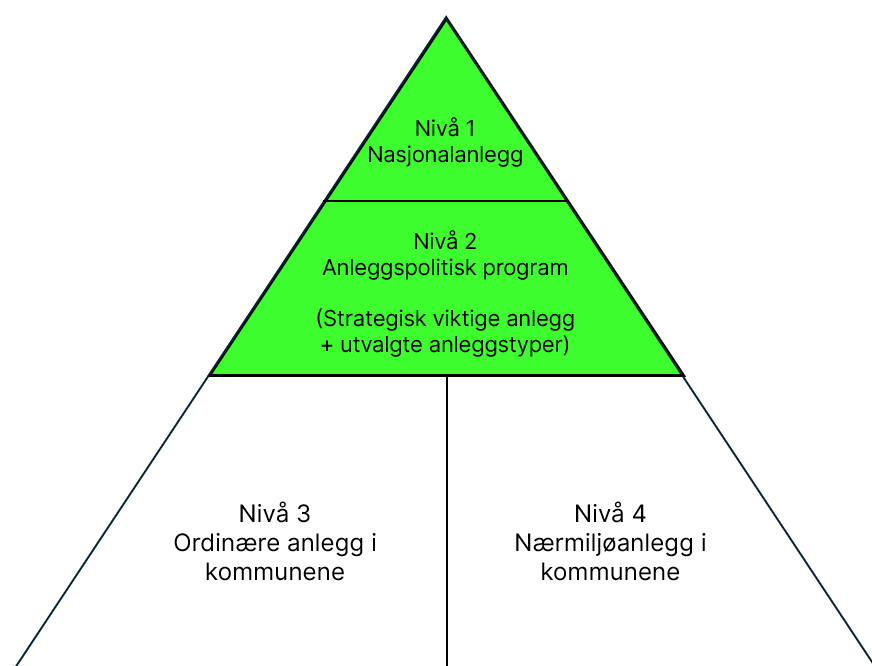 Nivå 1
Nasjonalanlegg
Nivå 2
Anleggspolitisk program
(Strategisk viktige anlegg
+ utvalgte anleggstyper)
Nivå 3
Ordinære anlegg i
kommunene
Nivå 4
Nærmiljøanlegg i
kommunene